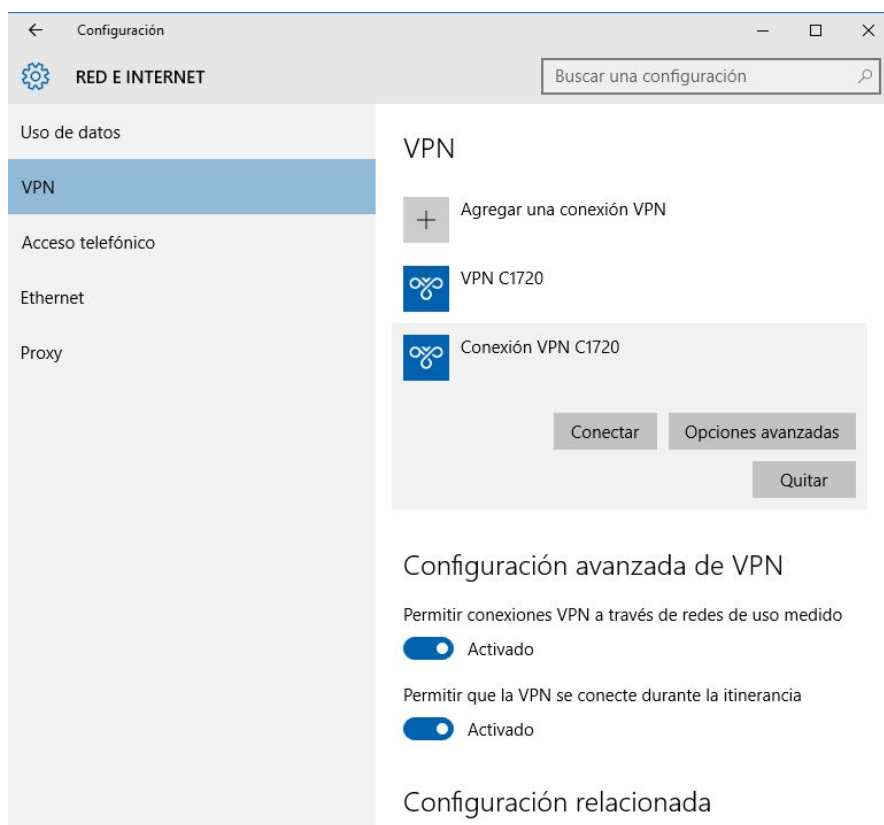 Configuración
RED E INTERNET
Buscar una configuración
Uso de datos
VPN
Acceso telefónico
Ethernet
Proxy
VPN
Agregar una conexión VPN
VPN C1720
Conexión VPN C1720
Conectar
Opciones avanzadas
Quitar
Configuración avanzada de VPN
Permitir conexiones VPN a través de redes de uso medido
Activado
Permitir que la VPN se conecte durante la itinerancia
Activado
Configuración relacionada